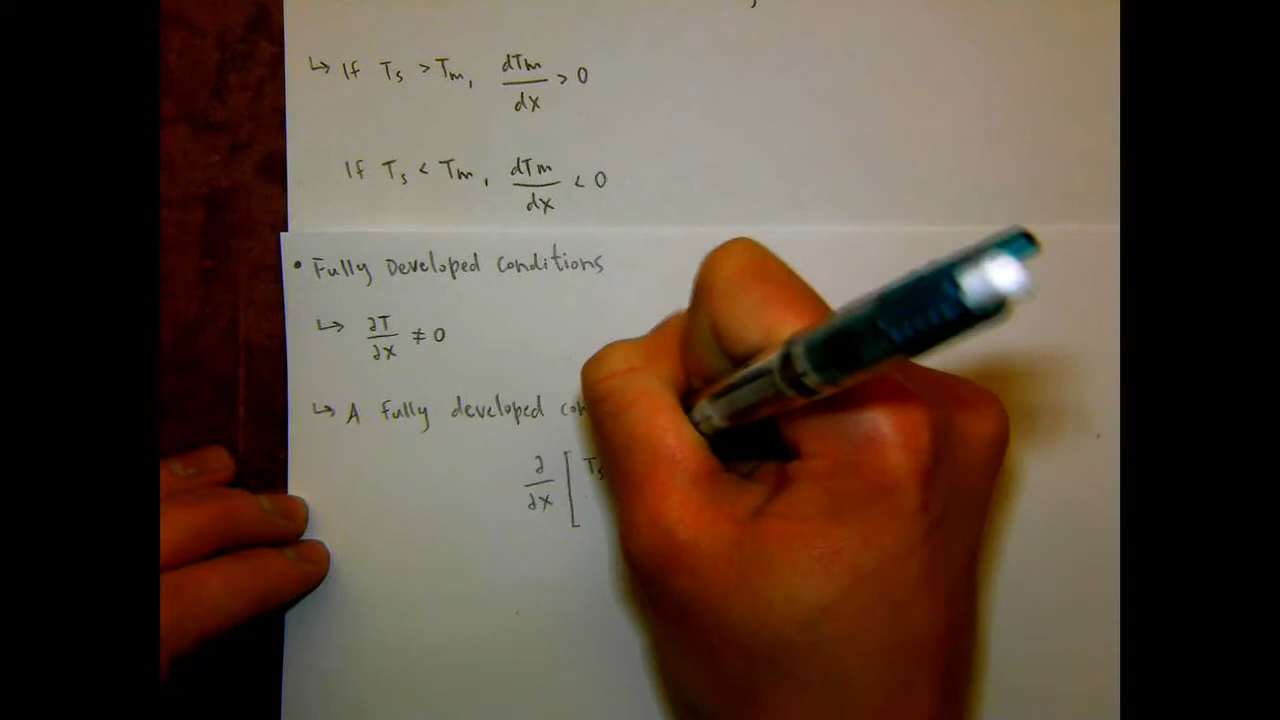 ↳ If Ts > Tm, dTm/dx > 0
If Ts < Tm, dTm/dx < 0
• Fully Developed conditions
↳ ∂T/∂x ≠ 0
↳ A fully developed
∂/∂x [ Ts